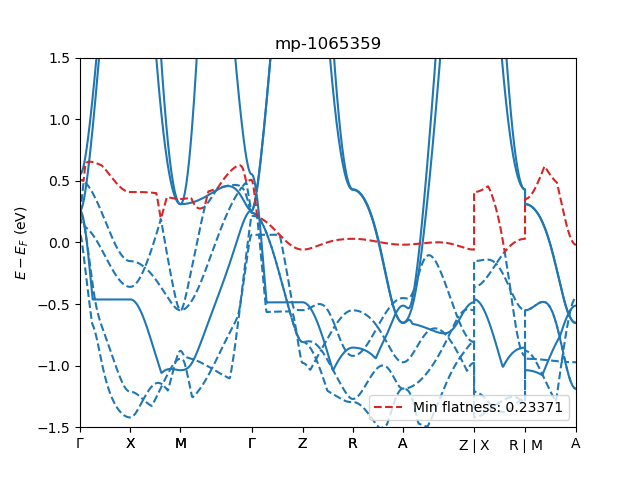 mp-1065359
E − E_F (eV)
1.5
1.0
0.5
0.0
−0.5
−1.0
−1.5
Min flatness: 0.23371
Γ X M Γ Z R A Z | X R | M A